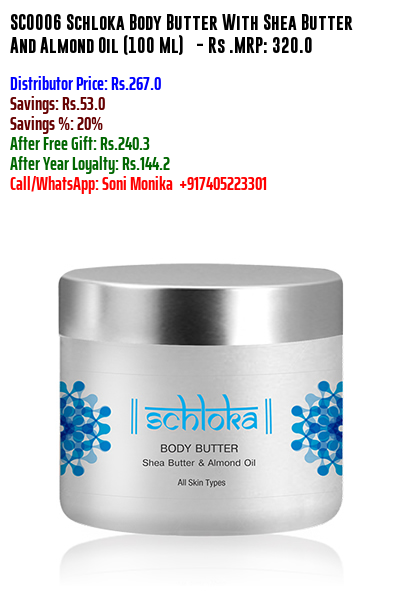 SC0006 Schloka Body Butter With Shea Butter
And Almond Oil (100 Ml)   - Rs .MRP: 320.0
Distributor Price: Rs.267.0
Savings: Rs.53.0
Savings %: 20%
After Free Gift: Rs.240.3
After Year Loyalty: Rs.144.2
Call/WhatsApp: Soni Monika  +917405223301
|| schloka ||
BODY BUTTER
Shea Butter & Almond Oil
All Skin Types